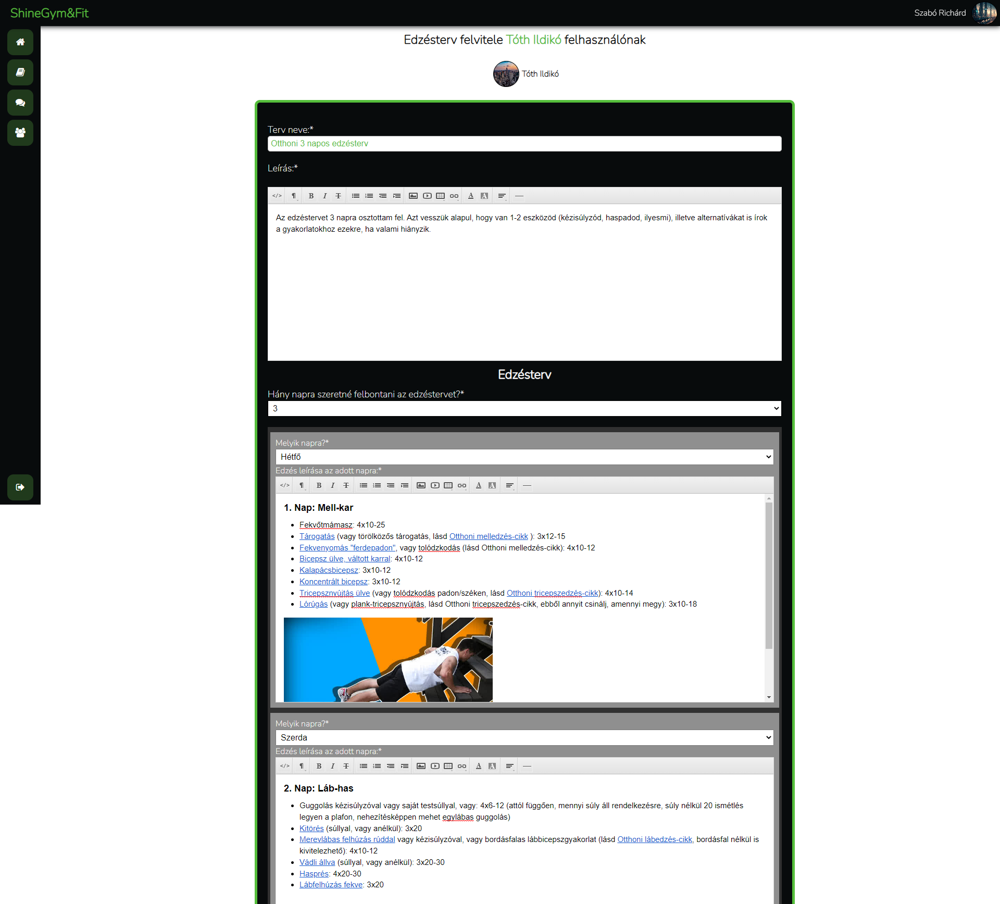 ShineGym&Fit
Szabó Richárd
Edzésterv felvitele Tóth Ildikó felhasználónak
Tóth Ildikó
Terv neve:*
Otthoni 3 napos edzésterv
Leírás:*
Az edzéstervet 3 napra osztottam fel. Azt vesszük alapul, hogy van 1-2 eszközöd (kézisúlyzód, haspadod, ilyesmi), illetve alternatívákat is írok
a gyakorlatokhoz ezekre, ha valami hiányzik.
Edzésterv
Hány napra szeretné felbontani az edzéstervet?*
3
Melyik napra?*
Hétfő
Edzés leírása az adott napra:*
1. Nap: Mell-kar
Fekvőtmámasz: 4x10-25
Tárogatás (vagy törölközős tárogatás, lásd Otthoni melledzés-cikk ): 3x12-15
Fekvenyomás "ferdepadon", vagy tolódzkodás (lásd Otthoni melledzés-cikk): 4x10-12
Bicepsz ülve, váltott karral: 4x10-12
Kalapácsbicepsz: 3x10-12
Koncentrált bicepsz: 3x10-12
Tricepsznyújtás ülve (vagy tolódzkodás padon/széken, lásd Otthoni tricepszedzés-cikk): 4x10-14
Lórúgás (vagy plank-tricepsznyújtás, lásd Otthoni tricepszedzés-cikk, ebből annyit csinálj, amennyi megy): 3x10-18
Melyik napra?*
Szerda
Edzés leírása az adott napra:*
2. Nap: Láb-has
Guggolás kézisúlyzóval vagy saját testsúllyal, vagy: 4x6-12 (attól függően, mennyi súly áll rendelkezésre, súly nélkül 20 ismétlés
legyen a plafon, nehezítésképpen mehet egylábas guggolás)
Kitörés (súllyal, vagy anélkül): 3x20
Merevlábas felhúzás rúddal vagy kézisúlyzóval, vagy bordásfalas lábbicepszgyakorlat (lásd Otthoni lábedzés-cikk, bordásfal nélkül is
kivitelezhető): 4x10-12
Vádli állva (súllyal, vagy anélkül): 3x20-30
Hasprés: 4x20-30
Lábfelhúzás fekve: 3x20